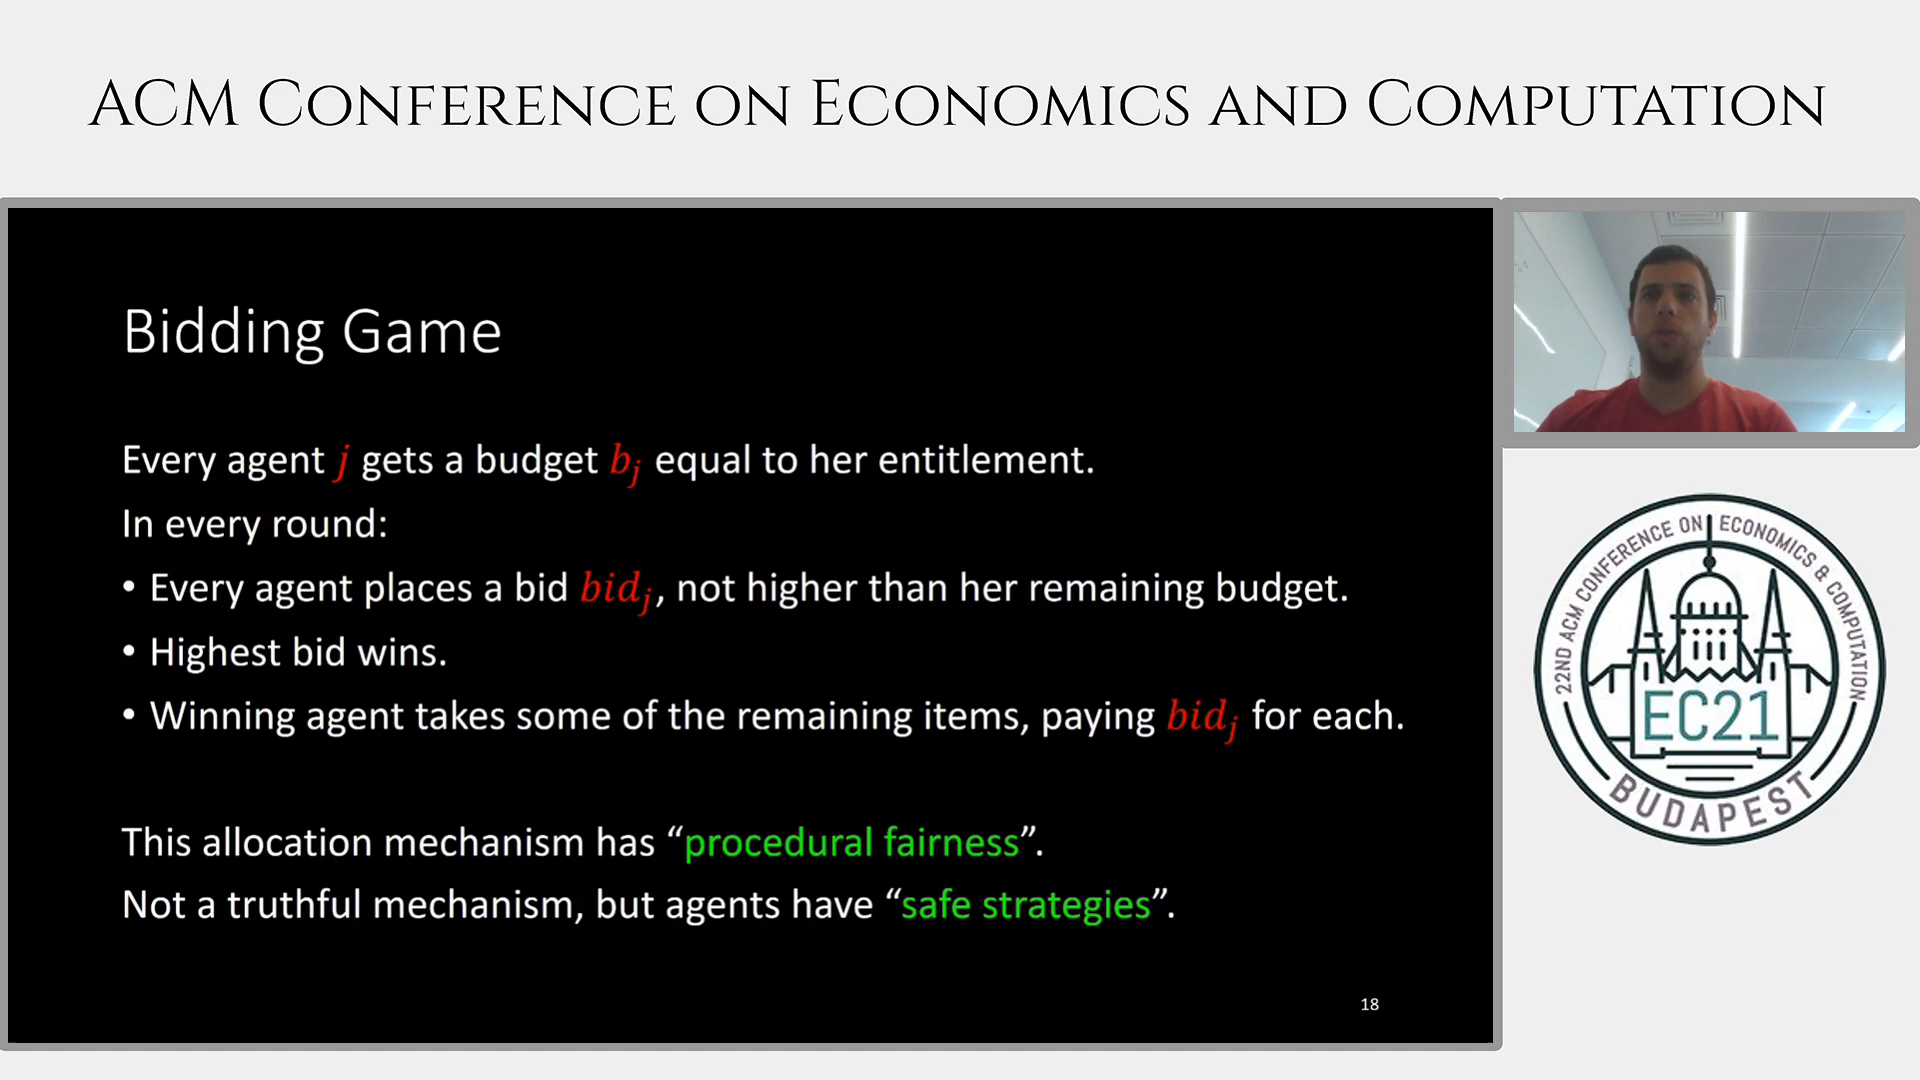 ACM Conference on Economics and Computation
Bidding Game
Every agent j gets a budget b_j equal to her entitlement.
In every round:
• Every agent places a bid bid_j, not higher than her remaining budget.
• Highest bid wins.
• Winning agent takes some of the remaining items, paying bid_j for each.
This allocation mechanism has “procedural fairness”.
Not a truthful mechanism, but agents have “safe strategies”.
18
22ND ACM CONFERENCE ON ECONOMICS & COMPUTATION
EC21
BUDAPEST